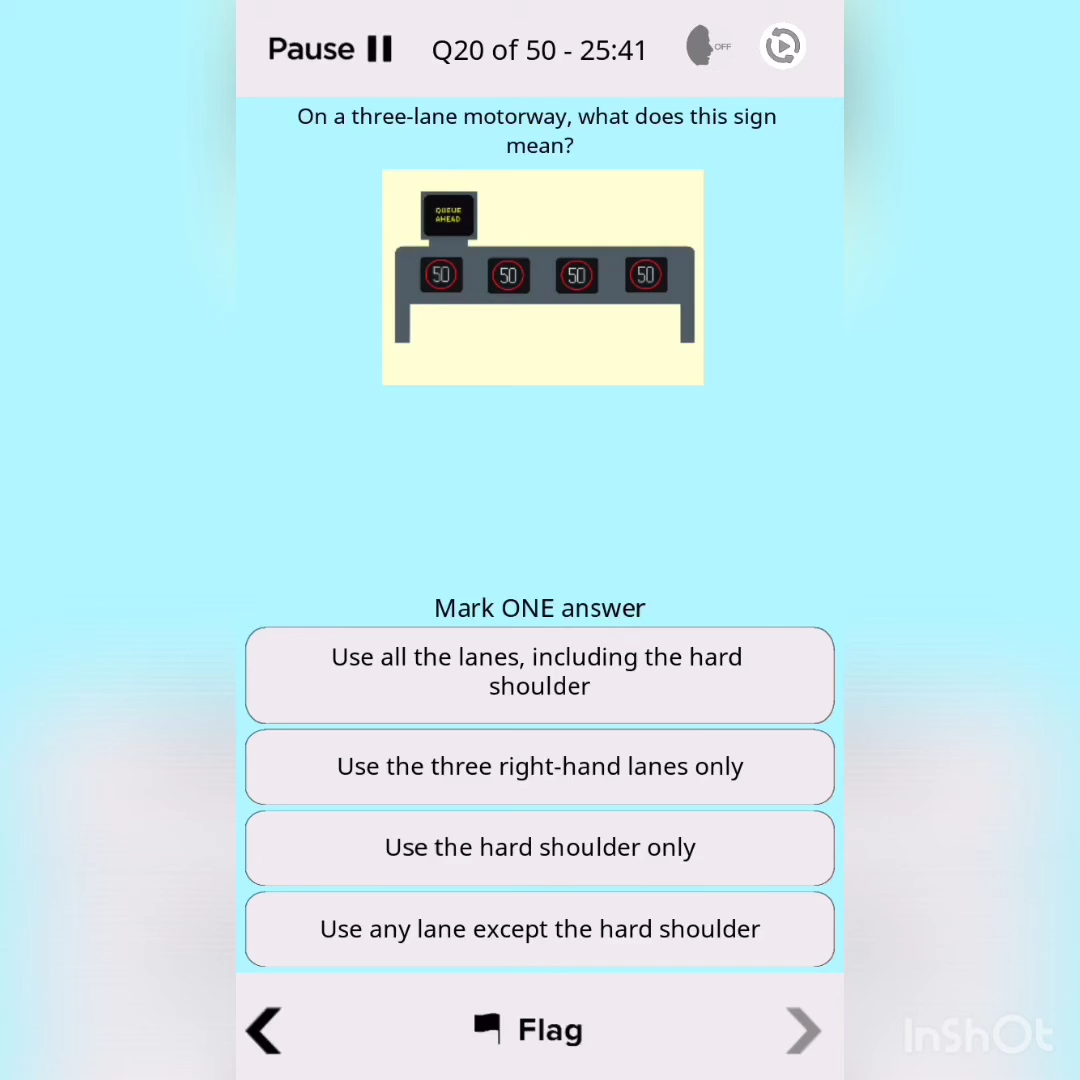 Pause
Q20 of 50 - 25:41
OFF
On a three-lane motorway, what does this sign
mean?
QUEUE
AHEAD
50 50 50 50
Mark ONE answer
Use all the lanes, including the hard
shoulder
Use the three right-hand lanes only
Use the hard shoulder only
Use any lane except the hard shoulder
Flag
InShOt